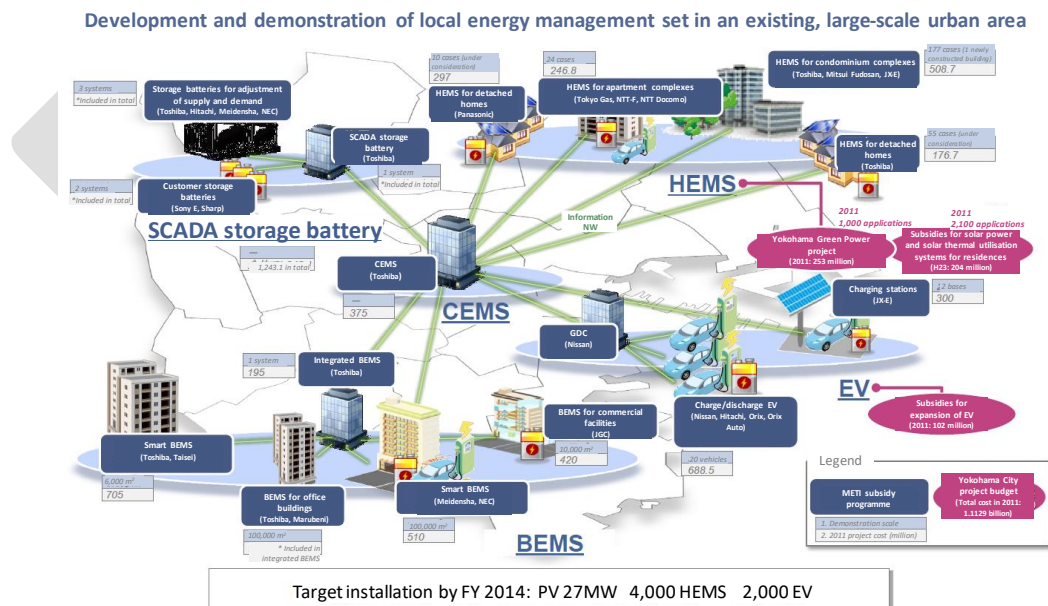 Development and demonstration of local energy management set in an existing, large-scale urban area
3 systems
*Included in total
Storage batteries for adjustment
of supply and demand
(Toshiba, Hitachi, Meidensha, NEC)
SCADA storage
battery
(Toshiba)
1 system
*Included in total
2 systems
*Included in total
Customer storage
batteries
(Sony E, Sharp)
SCADA storage battery
1,243.1 in total
10 cases (under
consideration)
297
HEMS for detached
homes
(Panasonic)
24 cases
246.8
HEMS for apartment complexes
(Tokyo Gas, NTT-F, NTT Docomo)
HEMS for condominium complexes
(Toshiba, Mitsui Fudosan, JX-E)
177 cases (1 newly
constructed building)
508.7
HEMS for detached
homes
(Toshiba)
55 cases (under
consideration)
176.7
HEMS
Information
NW
2011
1,000 applications
2011
2,100 applications
Yokohama Green Power
project
(2011: 253 million)
Subsidies for solar power
and solar thermal utilisation
systems for residences
(H23: 204 million)
CEMS
(Toshiba)
—
375
CEMS
Charging stations
(JX-E)
12 bases
300
GDC
(Nissan)
EV
Subsidies for
expansion of EV
(2011: 102 million)
Charge/discharge EV
(Nissan, Hitachi, Orix, Orix
Auto)
20 vehicles
688.5
1 system
195
Integrated BEMS
(Toshiba)
BEMS for commercial
facilities
(JGC)
10,000 m²
420
Smart BEMS
(Toshiba, Taisei)
6,000 m²
705
BEMS for office
buildings
(Toshiba, Marubeni)
100,000 m²
* Included in
integrated BEMS
Smart BEMS
(Meidensha, NEC)
100,000 m²
510
BEMS
Legend
METI subsidy
programme
1. Demonstration scale
2. 2011 project cost (million)
Yokohama City
project budget
(Total cost in 2011:
1.1129 billion)
Target installation by FY 2014: PV 27MW 4,000 HEMS 2,000 EV